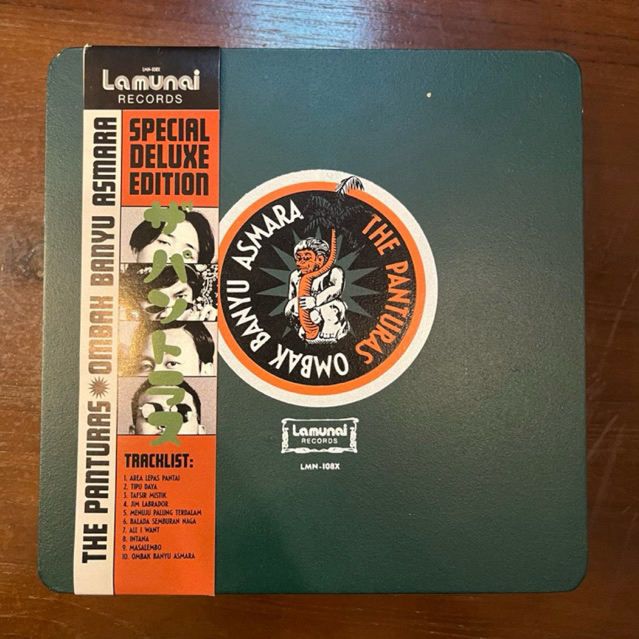 LMN-108X
Lamunai
RECORDS
THE PANTURAS OMBAK BANYU ASMARA
SPECIAL
DELUXE
EDITION
ザ・パントゥラス
TRACKLIST:
1. AREA LEPAS PANTAI
2. TIPU DAYA
3. TAFSIR MISTIK
4. JIM LABRADOR
5. MENUJU PALUNG TERDALAM
6. BALADA SEMBURAN NAGA
7. ALL I WANT
8. INTANA
9. MASALEMBO
10. OMBAK BANYU ASMARA
THE PANTURAS
OMBAK BANYU ASMARA
Lamunai
RECORDS
LMN-108X